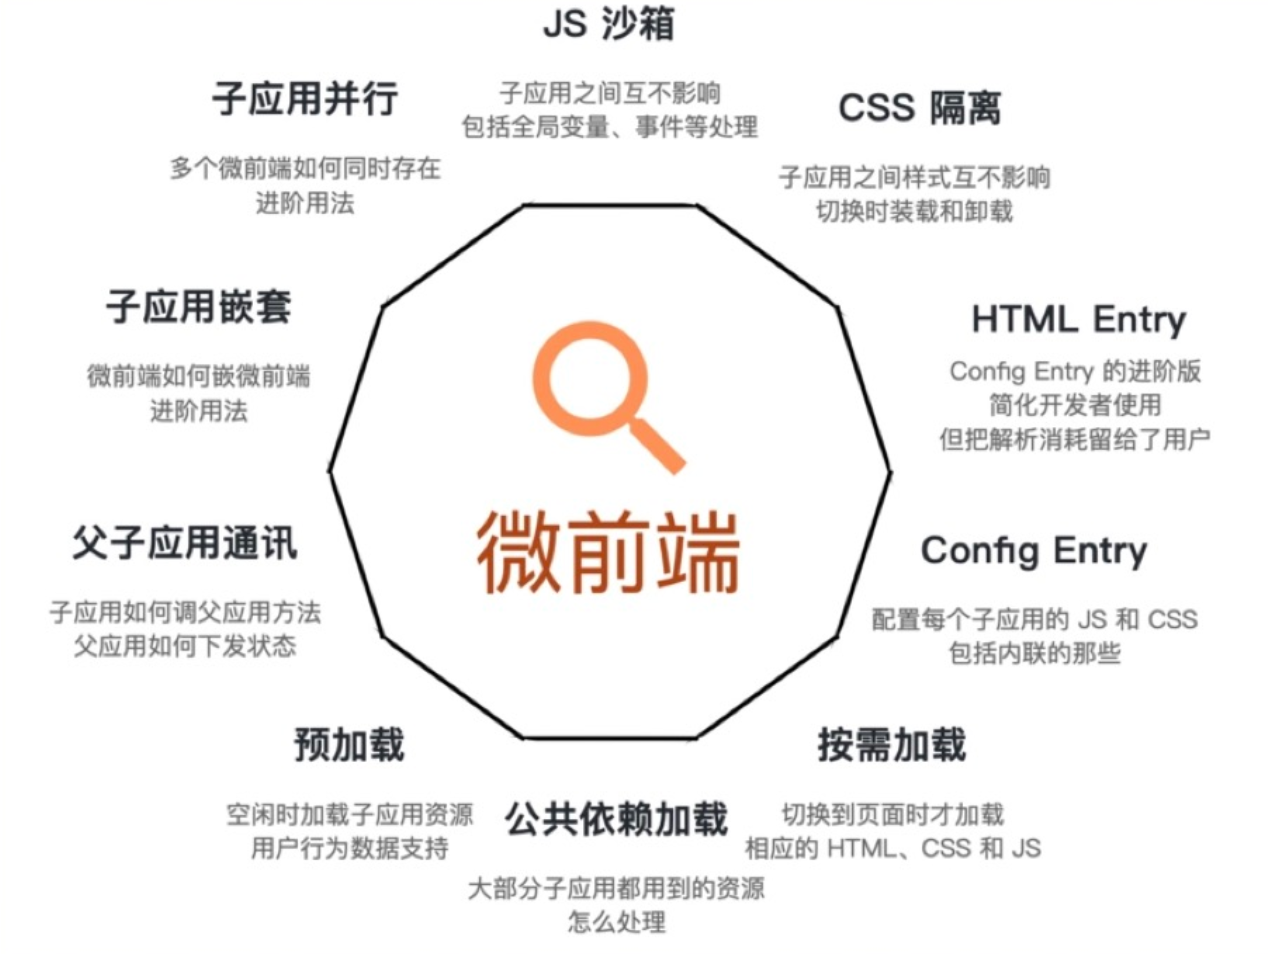 JS 沙箱
子应用之间互不影响
包括全局变量、事件等处理
CSS 隔离
子应用之间样式互不影响
切换时装载和卸载
HTML Entry
Config Entry 的进阶版
简化开发者使用
但把解析消耗留给了用户
Config Entry
配置每个子应用的 JS 和 CSS
包括内联的那些
按需加载
切换到页面时才加载
相应的 HTML、CSS 和 JS
公共依赖加载
大部分子应用都用到的资源
怎么处理
预加载
空闲时加载子应用资源
用户行为数据支持
父子应用通讯
子应用如何调父应用方法
父应用如何下发状态
子应用嵌套
微前端如何嵌微前端
进阶用法
子应用并行
多个微前端如何同时存在
进阶用法
微前端